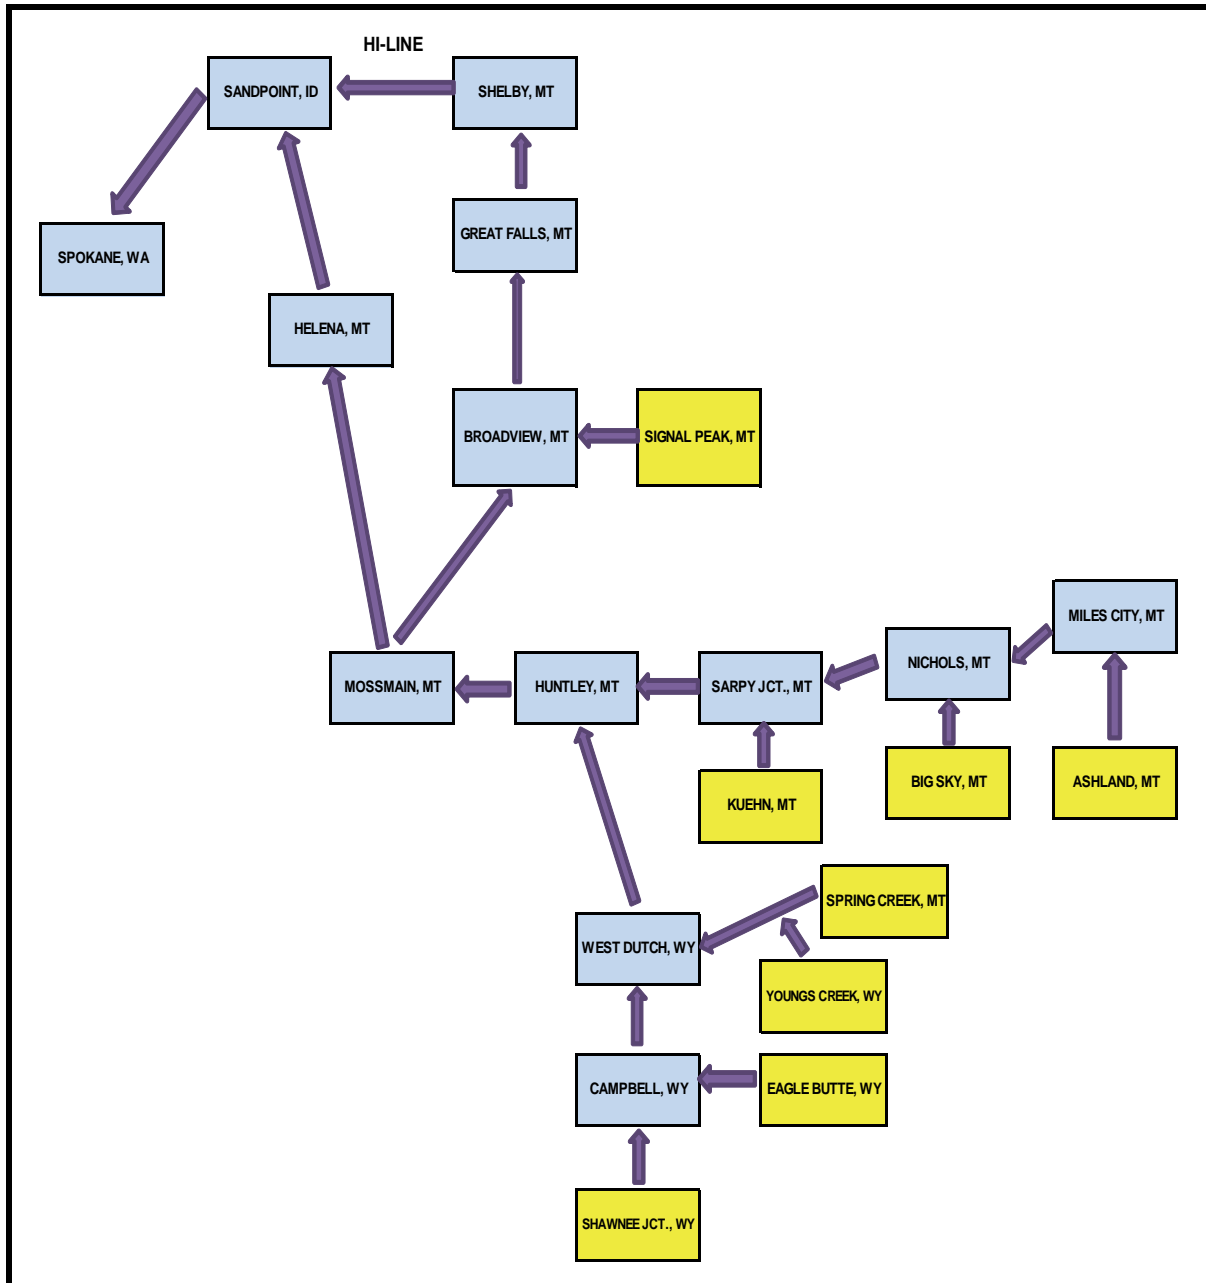 HI-LINE
SANDPOINT, ID
SHELBY, MT
GREAT FALLS, MT
SPOKANE, WA
HELENA, MT
BROADVIEW, MT
SIGNAL PEAK, MT
MILES CITY, MT
NICHOLS, MT
MOSSMAIN, MT
HUNTLEY, MT
SARPY JCT., MT
KUEHN, MT
BIG SKY, MT
ASHLAND, MT
SPRING CREEK, MT
WEST DUTCH, WY
YOUNGS CREEK, WY
CAMPBELL, WY
EAGLE BUTTE, WY
SHAWNEE JCT., WY